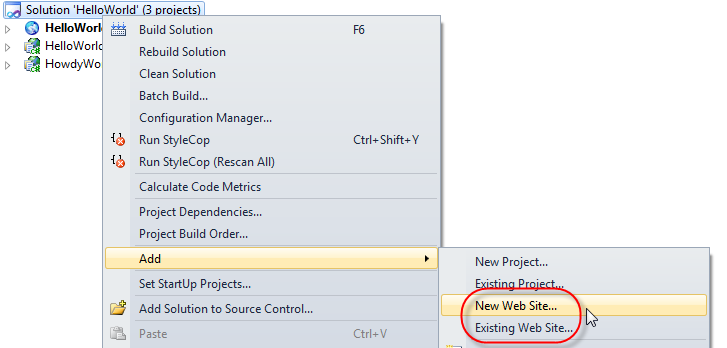 Solution 'HelloWorld' (3 projects)
HelloWo
HelloWorl
HowdyWo
Build Solution F6
Rebuild Solution
Clean Solution
Batch Build...
Configuration Manager...
Run StyleCop Ctrl+Shift+Y
Run StyleCop (Rescan All)
Calculate Code Metrics
Project Dependencies...
Project Build Order...
Add
Set StartUp Projects...
Add Solution to Source Control...
Paste Ctrl+V
New Project...
Existing Project...
New Web Site...
Existing Web Site...